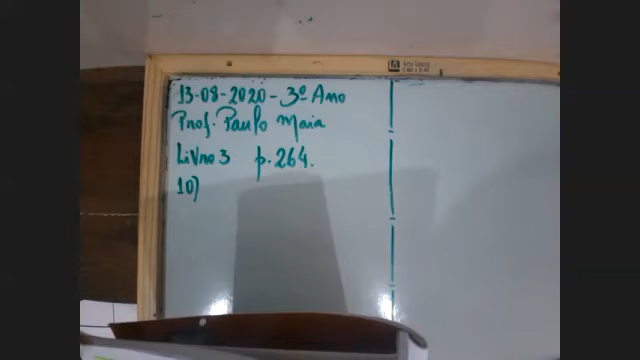 13-08-2020 - 3º Ano
Prof. Paulo Maia
Livro 3 p. 264.
10)